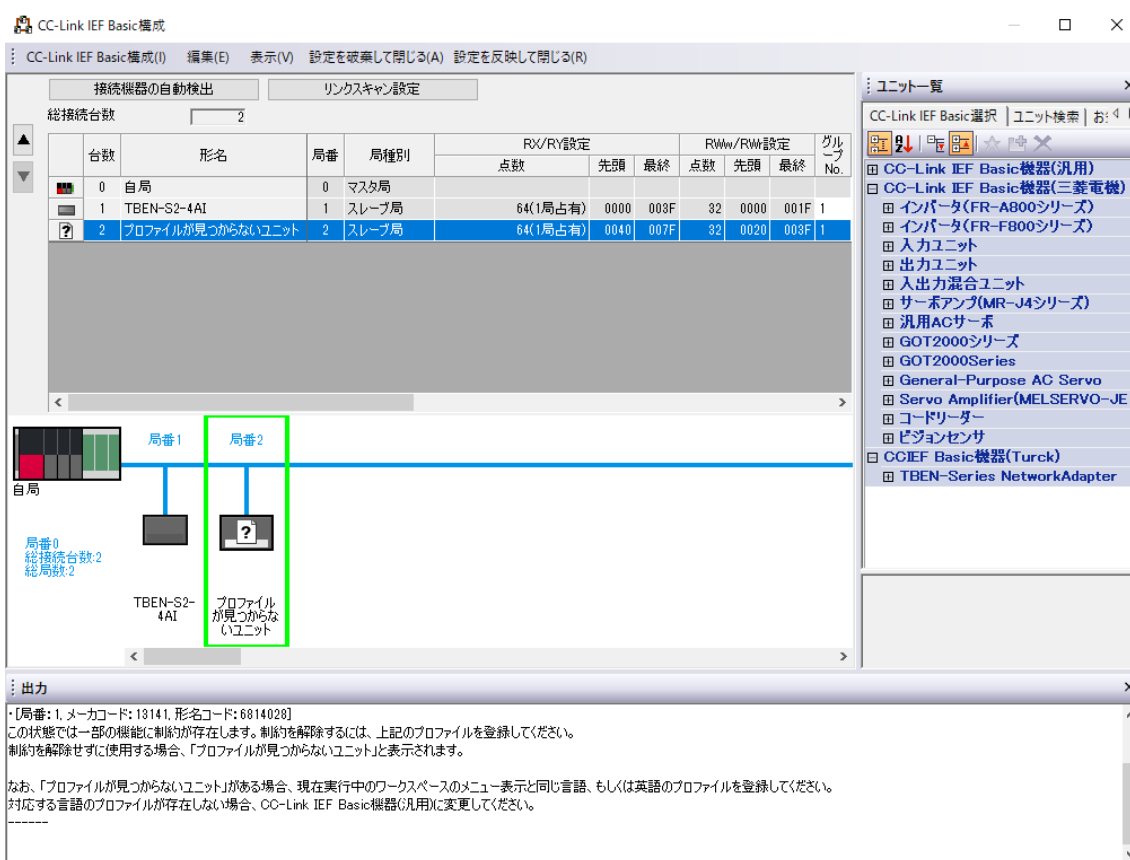 CC-Link IEF Basic構成
CC-Link IEF Basic構成(I) 編集(E) 表示(V) 設定を破棄して閉じる(A) 設定を反映して閉じる(R)
接続機器の自動検出 リンクスキャン設定
総接続台数 2
台数 形名 局番 局種別 RX/RY設定 RWw/RWr設定 グループNo.
点数 先頭 最終 点数 先頭 最終
0 自局 0 マスタ局
1 TBEN-S2-4AI 1 スレーブ局 64(1局占有) 0000 003F 32 0000 001F 1
2 プロファイルが見つからないユニット 2 スレーブ局 64(1局占有) 0040 007F 32 0020 003F 1
局番1 局番2
自局
局番0
総接続台数:2
総局数:2
TBEN-S2-
4AI
プロファイル
が見つからな
いユニット
ユニット一覧
CC-Link IEF Basic選択 ユニット検索 お
CC-Link IEF Basic機器(汎用)
CC-Link IEF Basic機器(三菱電機)
インバータ(FR-A800シリーズ)
インバータ(FR-F800シリーズ)
入力ユニット
出力ユニット
入出力混合ユニット
サーボアンプ(MR-J4シリーズ)
汎用ACサーボ
GOT2000シリーズ
GOT2000Series
General-Purpose AC Servo
Servo Amplifier(MELSERVO-JE
コードリーダー
ビジョンセンサ
CCIEF Basic機器(Turck)
TBEN-Series NetworkAdapter
出力
・[局番:1, メーカコード:13141, 形名コード:6814028]
この状態では一部の機能に制約が存在します。制約を解除するには、上記のプロファイルを登録してください。
制約を解除せずに使用する場合、「プロファイルが見つからないユニット」と表示されます。
なお、「プロファイルが見つからないユニット」がある場合、現在実行中のワークスペースのメニュー表示と同じ言語、もしくは英語のプロファイルを登録してください。
対応する言語のプロファイルが存在しない場合、CC-Link IEF Basic機器(汎用)に変更してください。
------